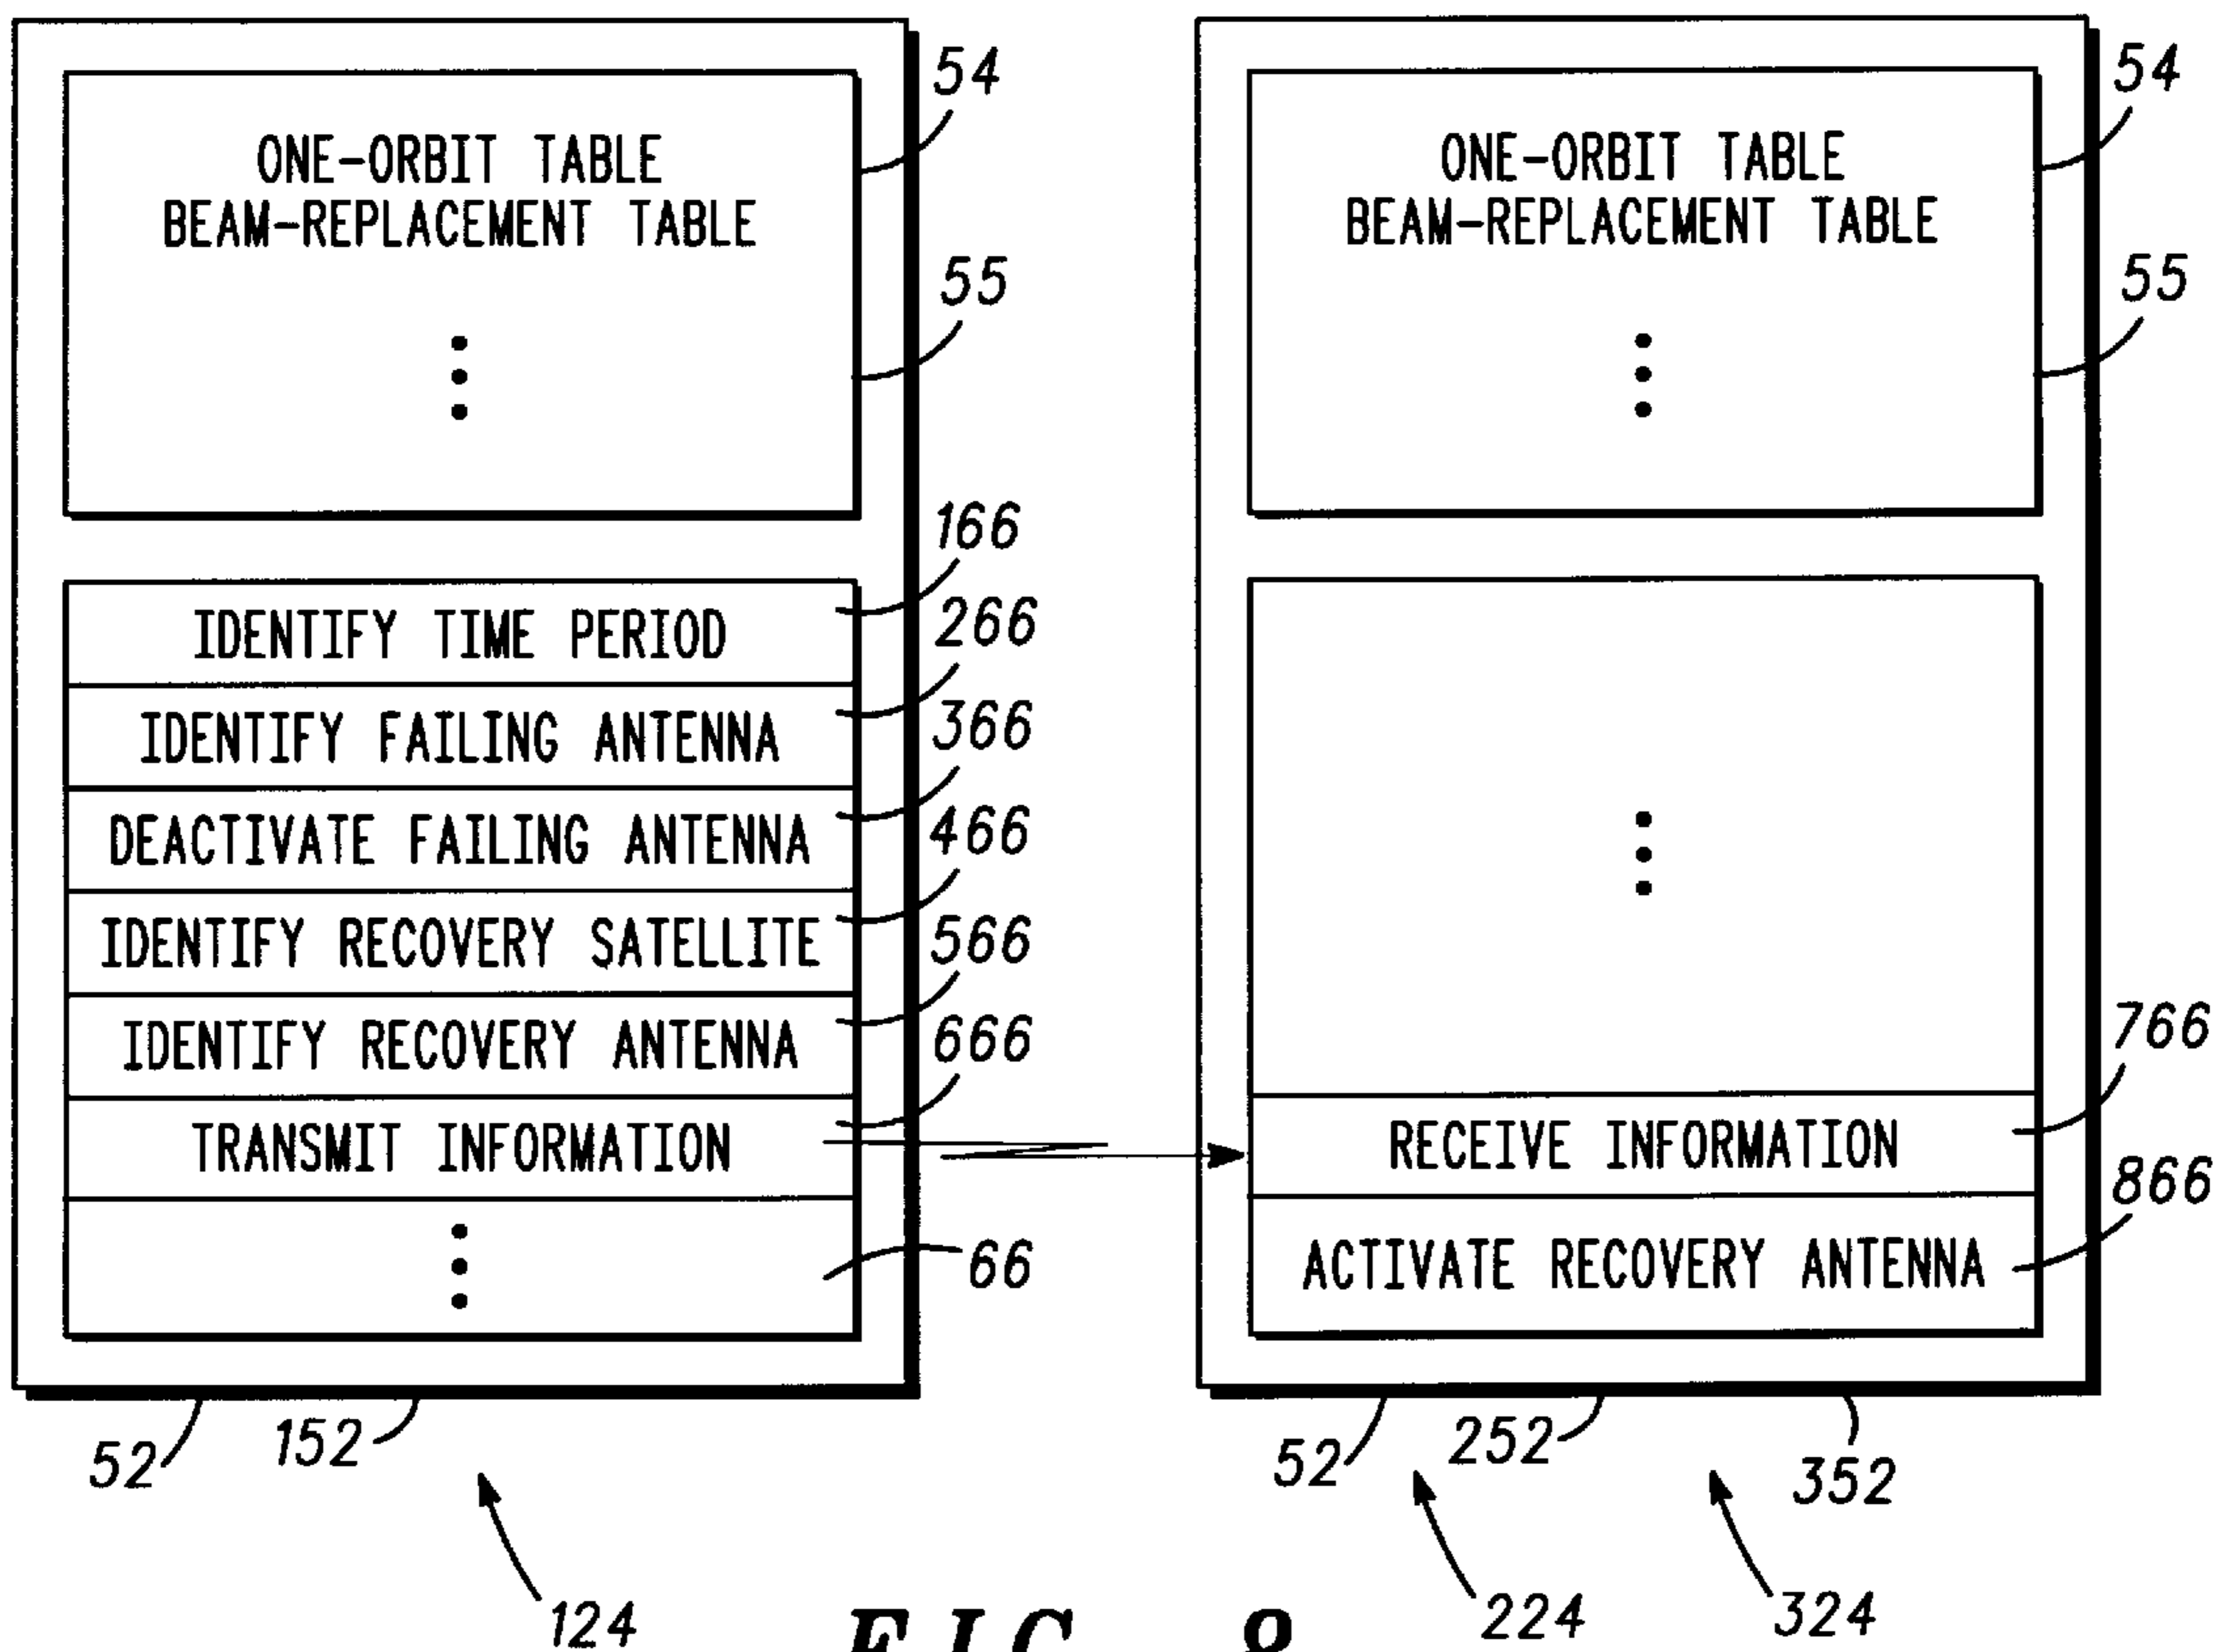 ONE-ORBIT TABLE
BEAM-REPLACEMENT TABLE
54
55
166
IDENTIFY TIME PERIOD
266
IDENTIFY FAILING ANTENNA
366
DEACTIVATE FAILING ANTENNA
466
IDENTIFY RECOVERY SATELLITE
566
IDENTIFY RECOVERY ANTENNA
666
TRANSMIT INFORMATION
66
52
152
124
ONE-ORBIT TABLE
BEAM-REPLACEMENT TABLE
54
55
766
RECEIVE INFORMATION
866
ACTIVATE RECOVERY ANTENNA
52
252
352
224
324
FIG. 8